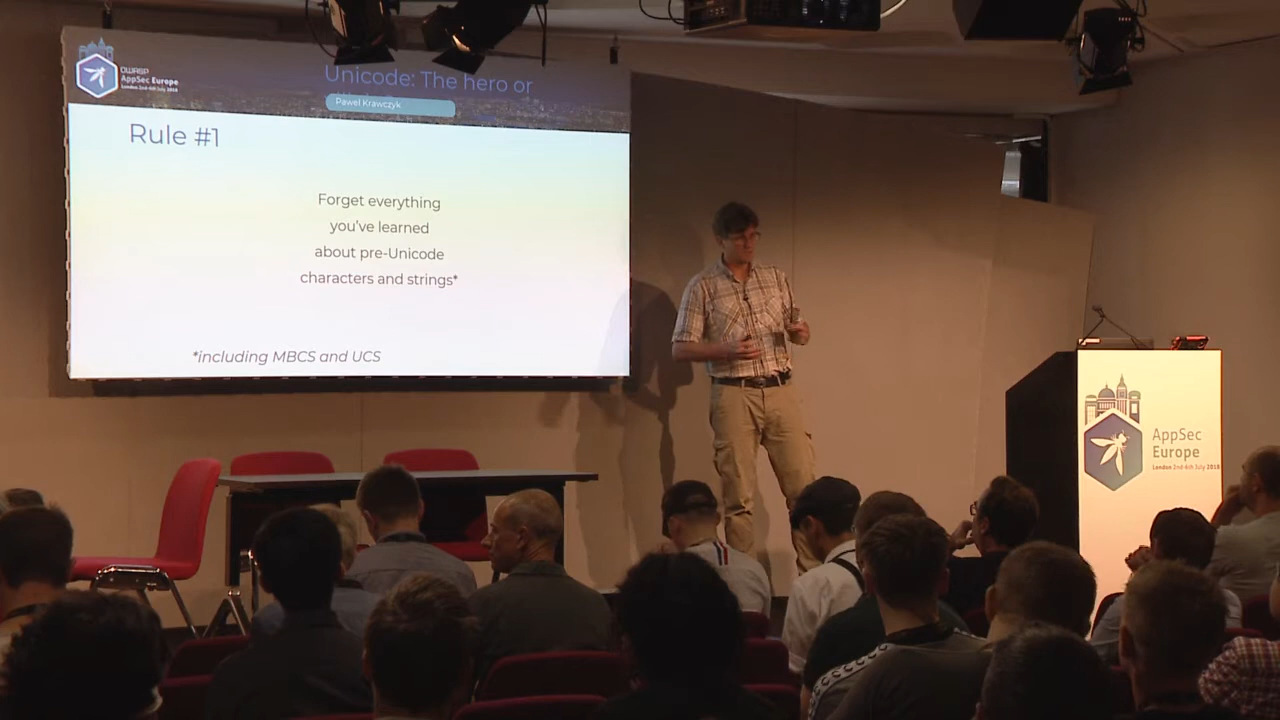 OWASP
AppSec Europe
London 2nd-6th July 2018
Unicode: The hero or
Pawel Krawczyk
Rule #1
Forget everything
you've learned
about pre-Unicode
characters and strings*
*including MBCS and UCS
AppSec
Europe
London 2nd-6th July 2018